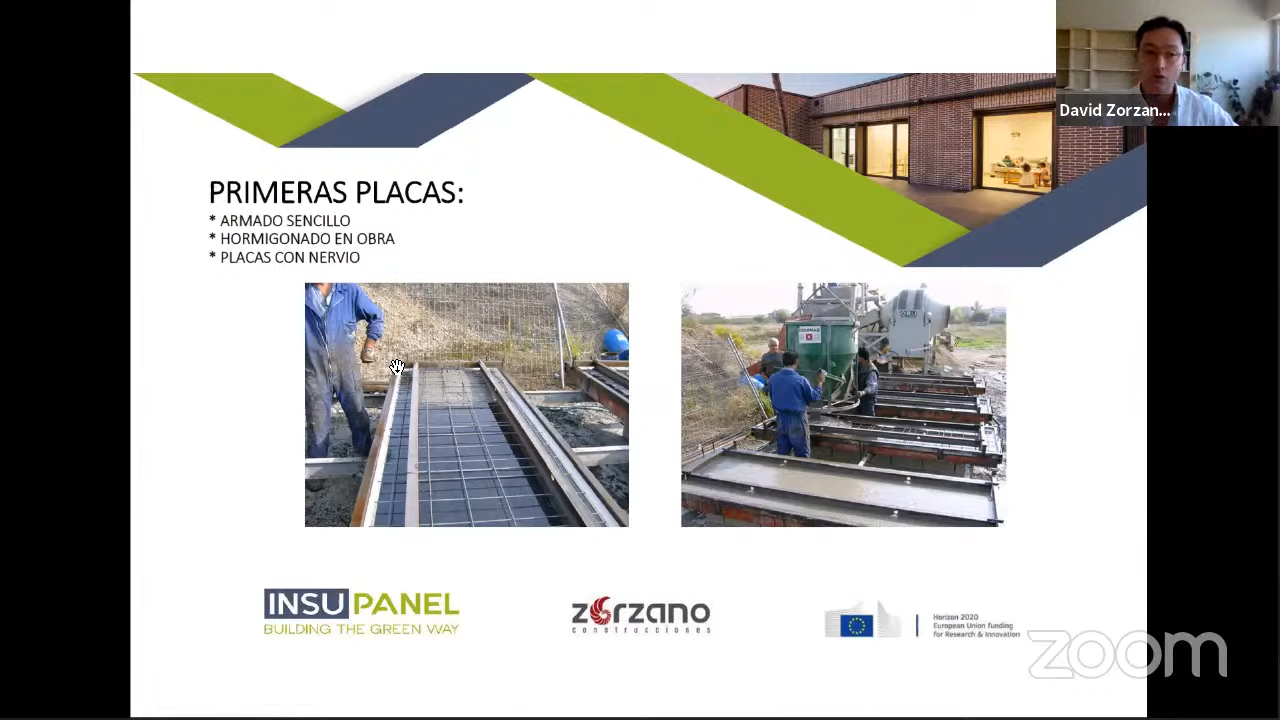 David Zorzan...
PRIMERAS PLACAS:
* ARMADO SENCILLO
* HORMIGONADO EN OBRA
* PLACAS CON NERVIO
INSUPANEL
BUILDING THE GREEN WAY
zorzano
construcciones
Horizon 2020
European Union funding
for Research & Innovation
zoom